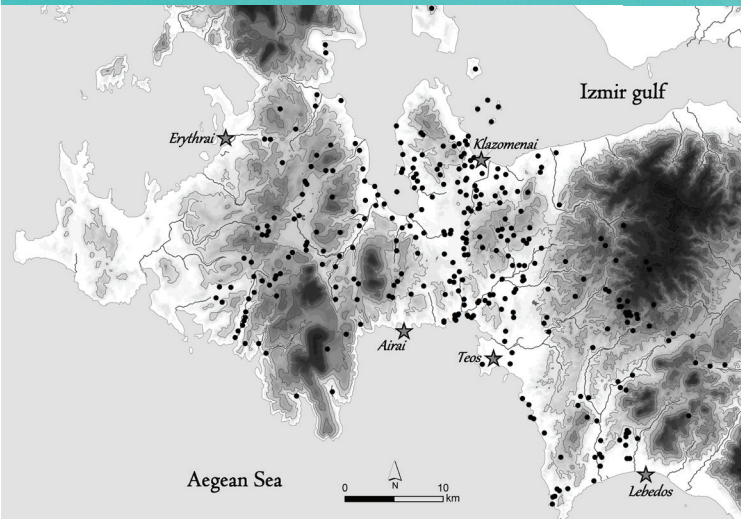 Izmir gulf
Erythrai
Klazomenai
Airai
Teos
Aegean Sea
N
0 10
km
Lebedos